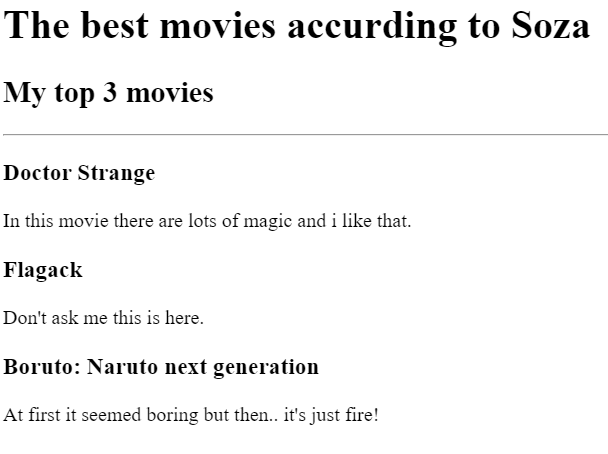 The best movies accurding to Soza
My top 3 movies
Doctor Strange
In this movie there are lots of magic and i like that.
Flagack
Don't ask me this is here.
Boruto: Naruto next generation
At first it seemed boring but then.. it's just fire!